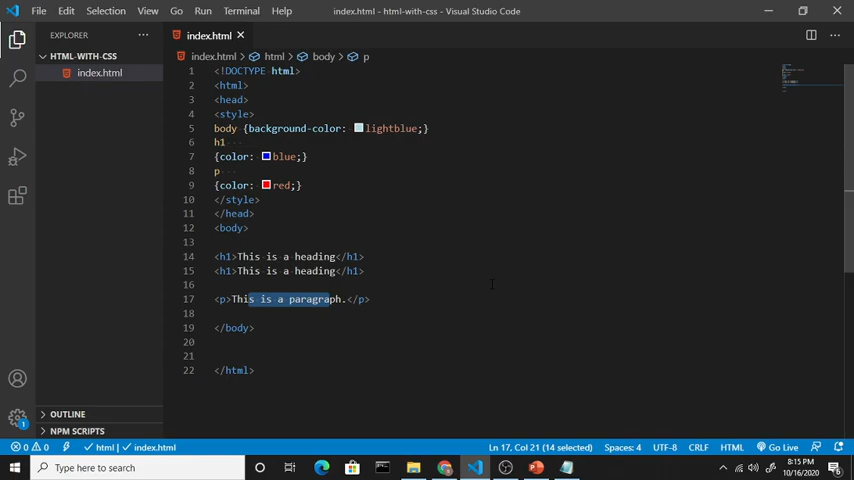 File Edit Selection View Go Run Terminal Help index.html - html-with-css - Visual Studio Code
EXPLORER ···
index.html
HTML-WITH-CSS
index.html > html > body > p
index.html
1 <!DOCTYPE html>
2 <html>
3 <head>
4 <style>
5 body {background-color: lightblue;}
6 h1
7 {color: blue;}
8 p
9 {color: red;}
10 </style>
11 </head>
12 <body>
13
14 <h1>This is a heading</h1>
15 <h1>This is a heading</h1>
16
17 <p>This is a paragraph.</p>
18
19 </body>
20
21
22 </html>
OUTLINE
NPM SCRIPTS
1
0 0 html index.html Ln 17, Col 21 (14 selected) Spaces: 4 UTF-8 CRLF HTML Go Live
Type here to search
8:15 PM
10/16/2020